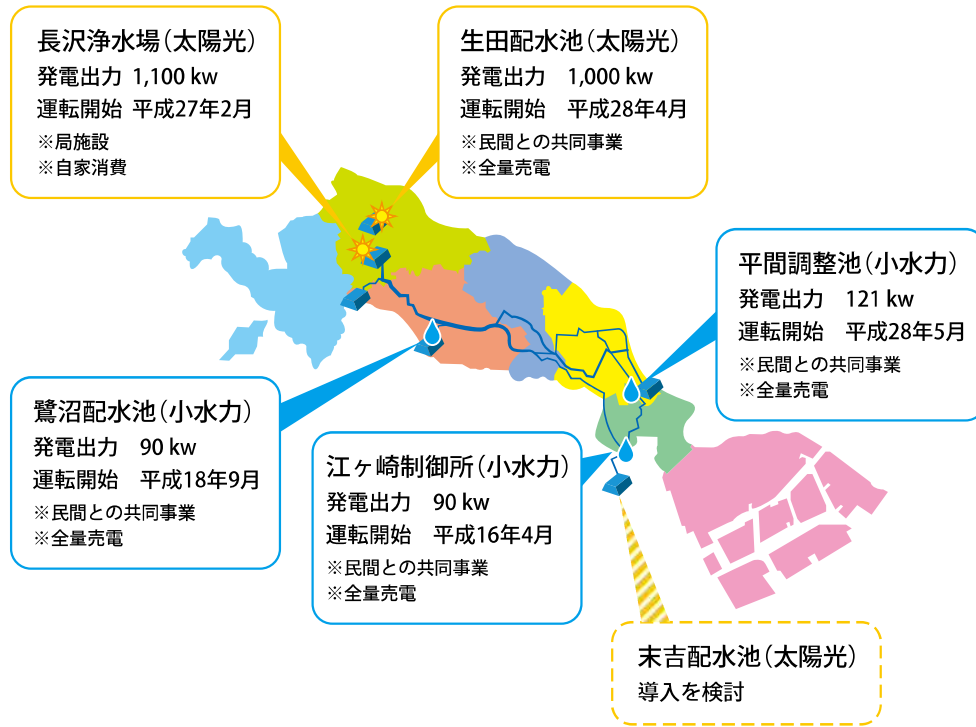 長沢浄水場(太陽光)
発電出力 1,100 kw
運転開始 平成27年2月
※局施設
※自家消費
生田配水池(太陽光)
発電出力 1,000 kw
運転開始 平成28年4月
※民間との共同事業
※全量売電
平間調整池(小水力)
発電出力 121 kw
運転開始 平成28年5月
※民間との共同事業
※全量売電
鷺沼配水池(小水力)
発電出力 90 kw
運転開始 平成18年9月
※民間との共同事業
※全量売電
江ヶ崎制御所(小水力)
発電出力 90 kw
運転開始 平成16年4月
※民間との共同事業
※全量売電
末吉配水池(太陽光)
導入を検討